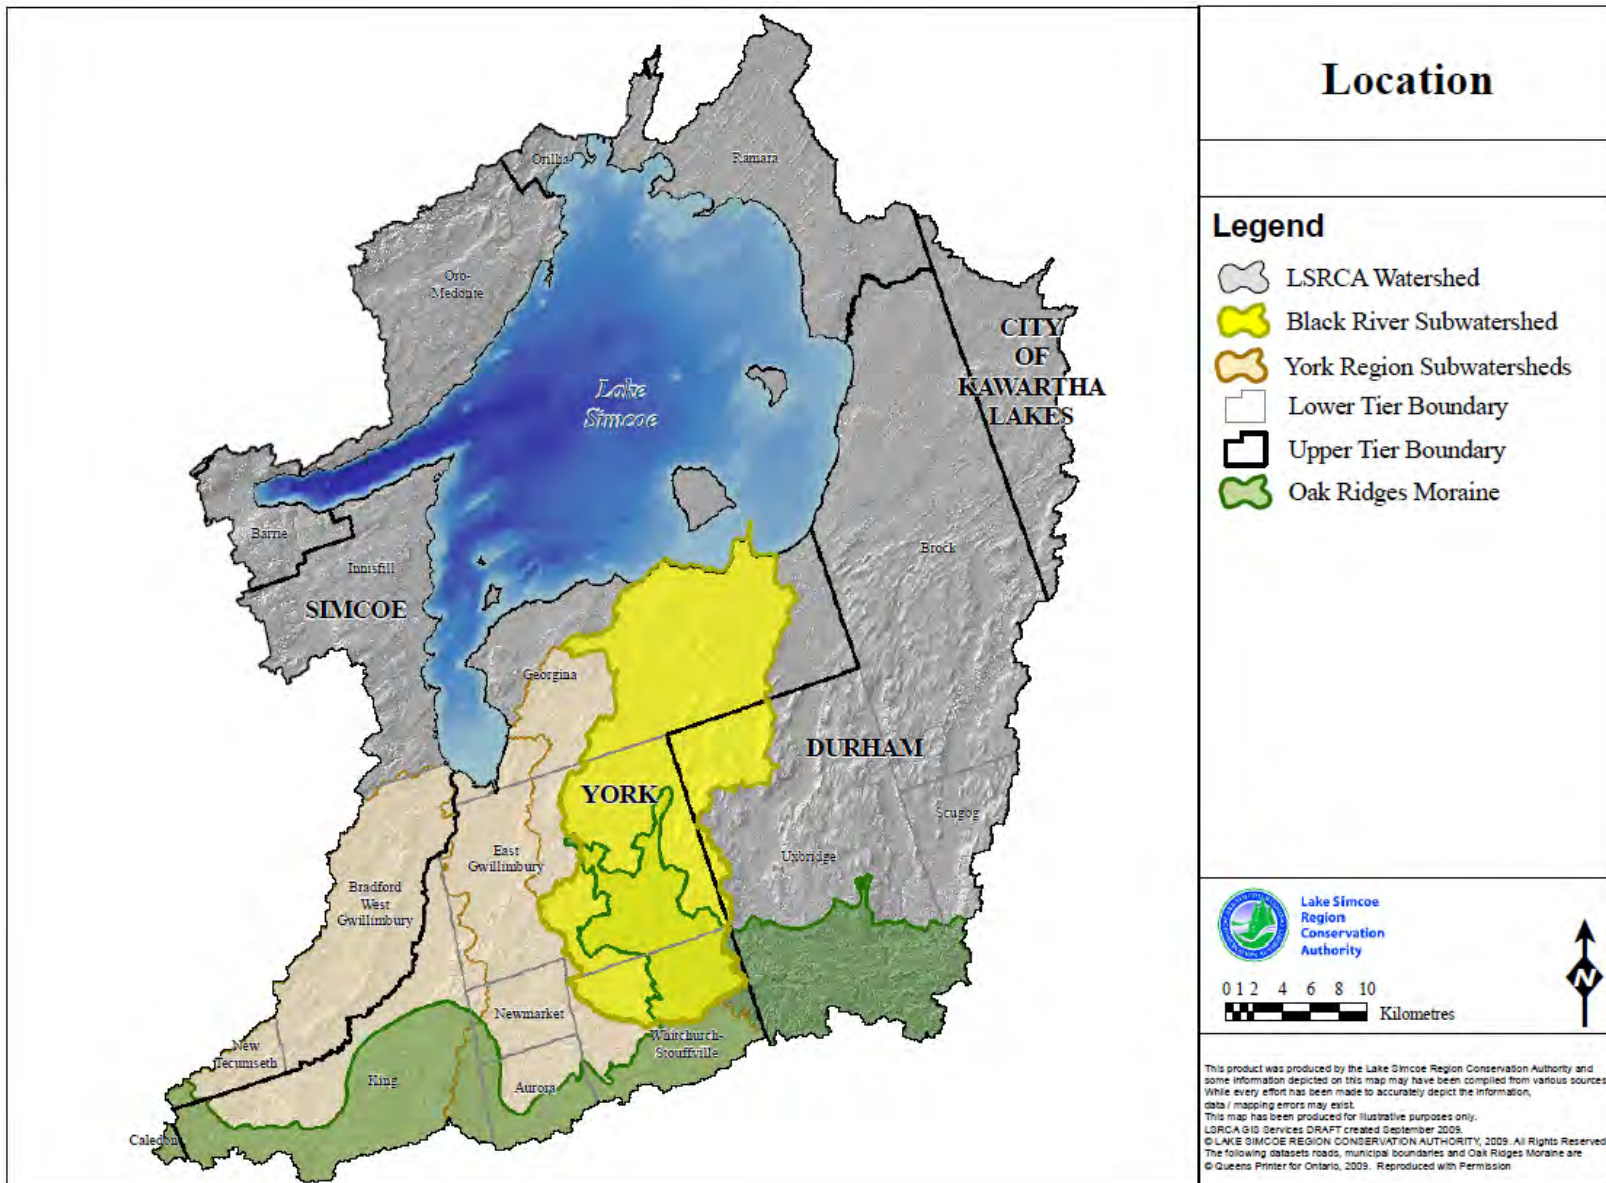 Location
Legend
LSRCA Watershed
Black River Subwatershed
York Region Subwatersheds
Lower Tier Boundary
Upper Tier Boundary
Oak Ridges Moraine
Orillia
Ramara
Oro-
Medonte
CITY
OF
KAWARTHA
LAKES
Lake
Simcoe
Barrie
Innisfill
SIMCOE
Brock
Georgina
DURHAM
YORK
Scugog
Uxbridge
East
Gwillimbury
Bradford
West
Gwillimbury
Newmarket
Whitchurch-
Stouffville
New
Tecumseth
King
Aurora
Caledon
Lake Simcoe
Region
Conservation
Authority
N
0 1 2 4 6 8 10
Kilometres
This product was produced by the Lake Simcoe Region Conservation Authority and
some information depicted on this map may have been compiled from various sources.
While every effort has been made to accurately depict the information,
data / mapping errors may exist.
This map has been produced for illustrative purposes only.
LSRCA GIS Services DRAFT created September 2009.
© LAKE SIMCOE REGION CONSERVATION AUTHORITY, 2009. All Rights Reserved.
The following datasets roads, municipal boundaries and Oak Ridges Moraine are
© Queens Printer for Ontario, 2009. Reproduced with Permission